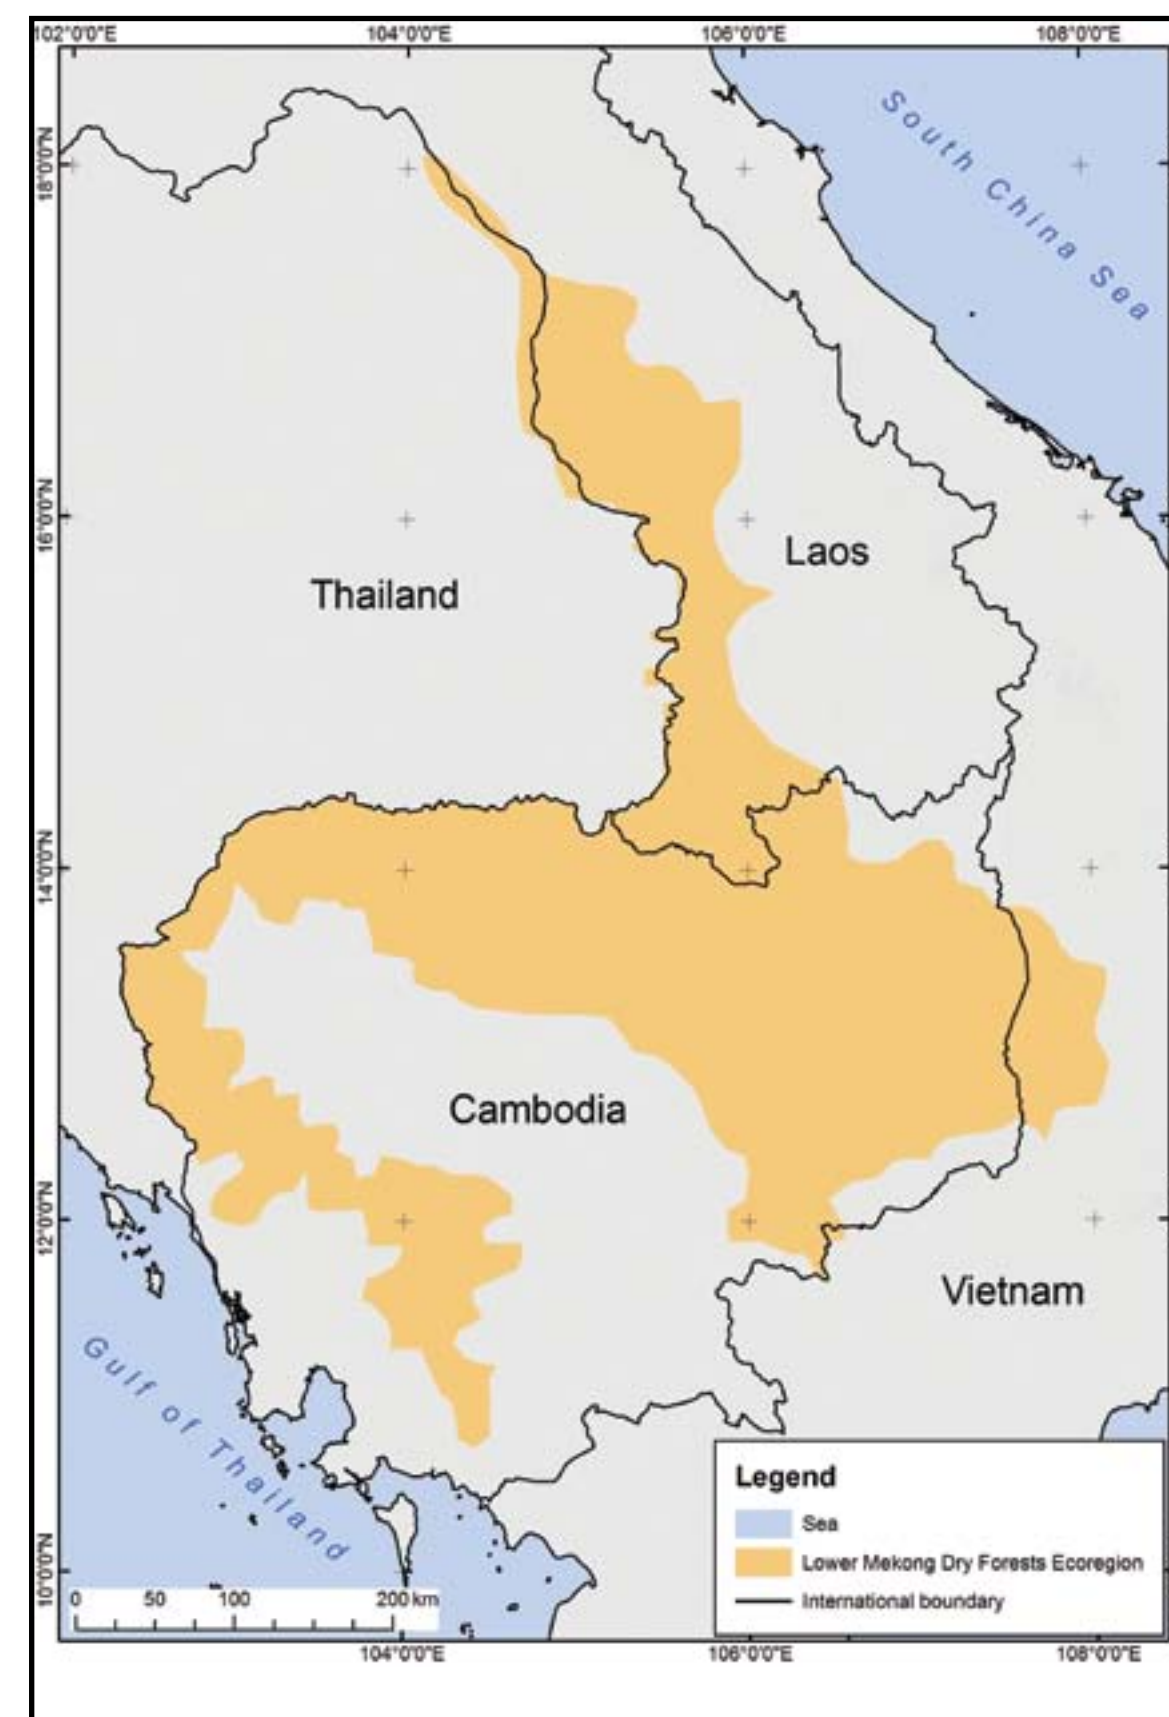 102°0'0"E 104°0'0"E 106°0'0"E 108°0'0"E
South China Sea
18°0'0"N
16°0'0"N
Laos
Thailand
14°0'0"N
Cambodia
12°0'0"N
Vietnam
Gulf of Thailand
Legend
Sea
Lower Mekong Dry Forests Ecoregion
International boundary
10°0'0"N
0 50 100 200 km
104°0'0"E 106°0'0"E 108°0'0"E